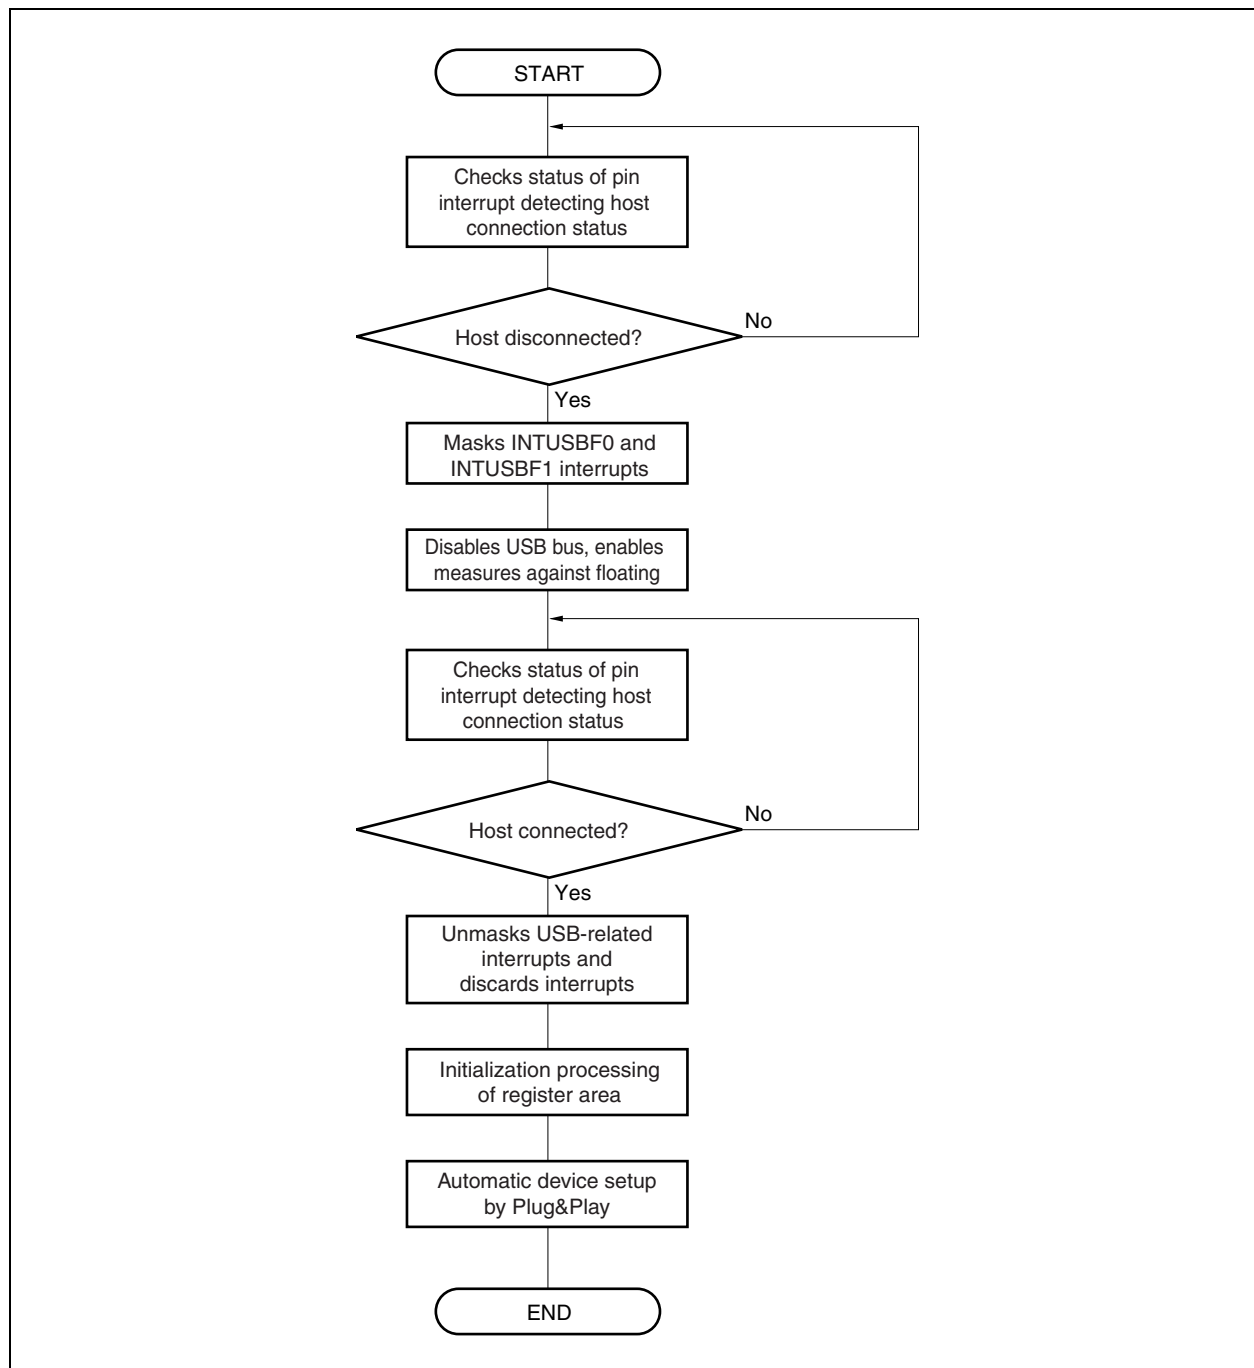 START
Checks status of pin
interrupt detecting host
connection status
Host disconnected?
No
Yes
Masks INTUSBF0 and
INTUSBF1 interrupts
Disables USB bus, enables
measures against floating
Checks status of pin
interrupt detecting host
connection status
Host connected?
No
Yes
Unmasks USB-related
interrupts and
discards interrupts
Initialization processing
of register area
Automatic device setup
by Plug&Play
END